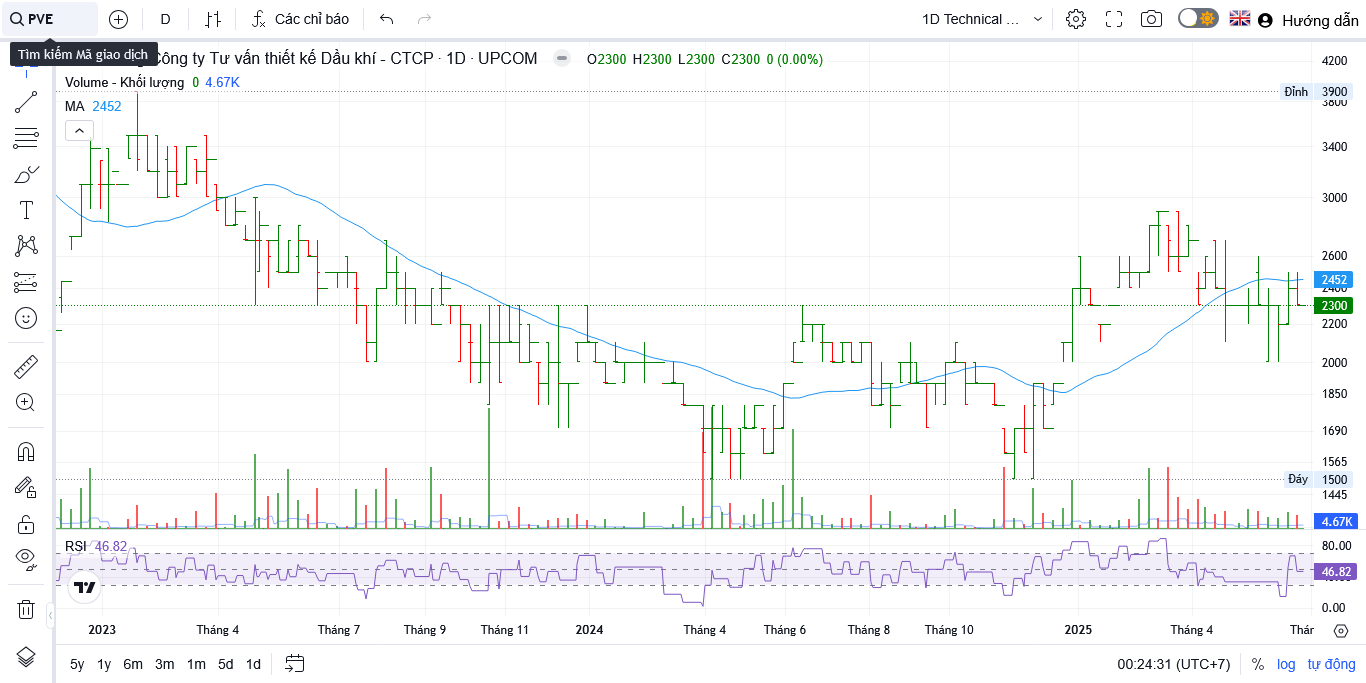 PVE
D
Các chỉ báo
1D Technical ...
Hướng dẫn
Tìm kiếm Mã giao dịch
Công ty Tư vấn thiết kế Dầu khí - CTCP · 1D · UPCOM
O2300 H2300 L2300 C2300 0 (0.00%)
Volume - Khối lượng 0 4.67K
MA 2452
4200
Đỉnh 3900
3800
3400
3000
2600
2452
2400
2300
2200
2000
1850
1690
1565
Đáy 1500
1445
4.67K
RSI 46.82
80.00
46.82
0.00
2023 Tháng 4 Tháng 7 Tháng 9 Tháng 11 2024 Tháng 4 Tháng 6 Tháng 8 Tháng 10 2025 Tháng 4 Thár
5y 1y 6m 3m 1m 5d 1d
00:24:31 (UTC+7) % log tự động